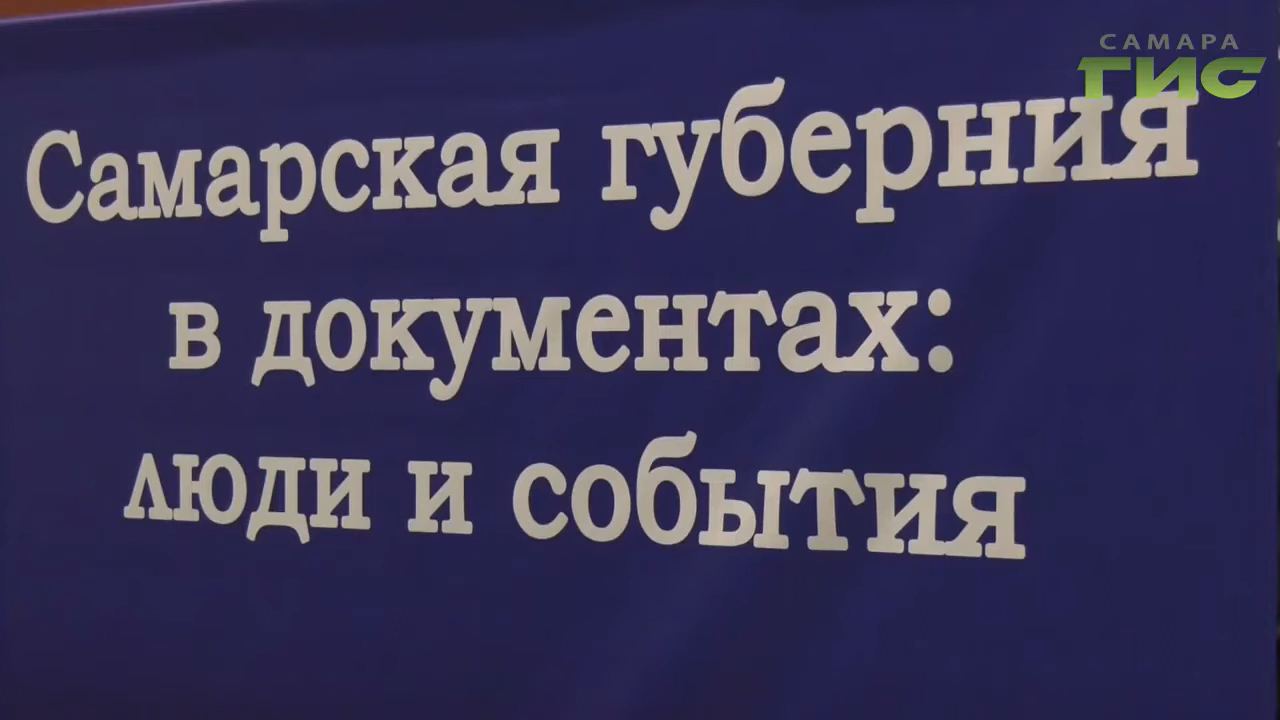 САМАРА
ГИС
Самарская губерния
в документах:
люди и события